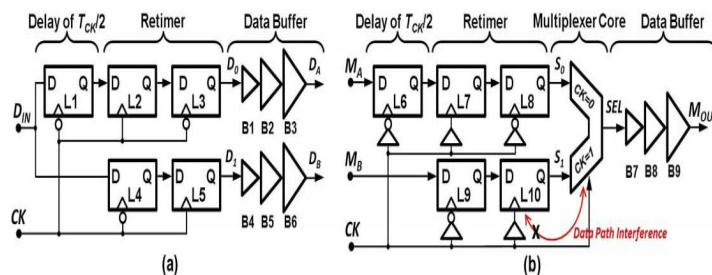 Delay of TCK/2 Retimer Data Buffer
D Q D Q D Q D0 DA
L1 L2 L3
B1 B2 B3
DIN
D Q D Q D1 DB
L4 L5
CK
B4 B5 B6
(a)
Delay of TCK/2 Retimer Multiplexer Core Data Buffer
MA D Q D Q D Q S0
L6 L7 L8
CK=0
SEL MOU
MB D Q D Q S1
CK=1
B7 B8 B9
L9 L10
CK X Data Path Interference
(b)